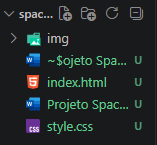 spac...
img
~$ojeto Spa... U
index.html U
Projeto Spac... U
style.css U